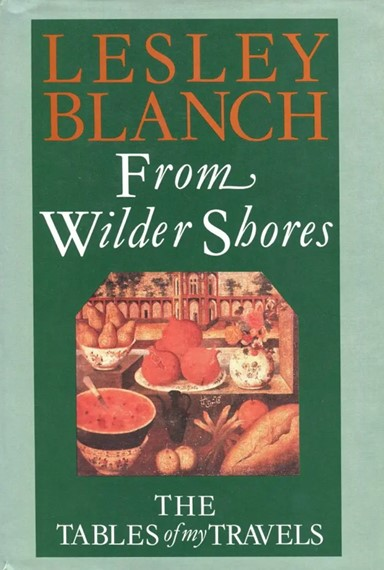 LESLEY
BLANCH
From
Wilder Shores
THE
TABLES of my TRAVELS